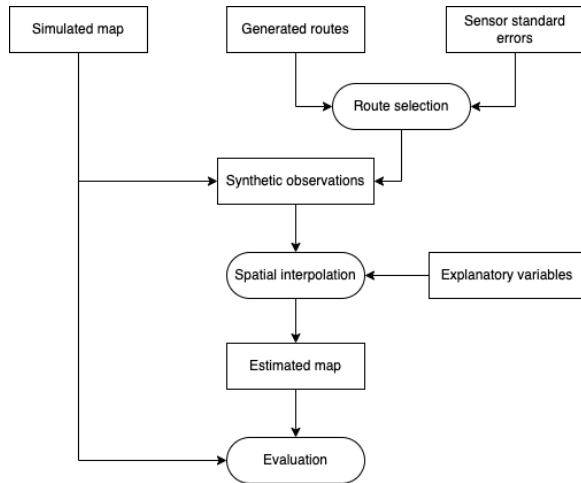 Simulated map
Generated routes
Sensor standard
errors
Route selection
Synthetic observations
Spatial interpolation
Explanatory variables
Estimated map
Evaluation